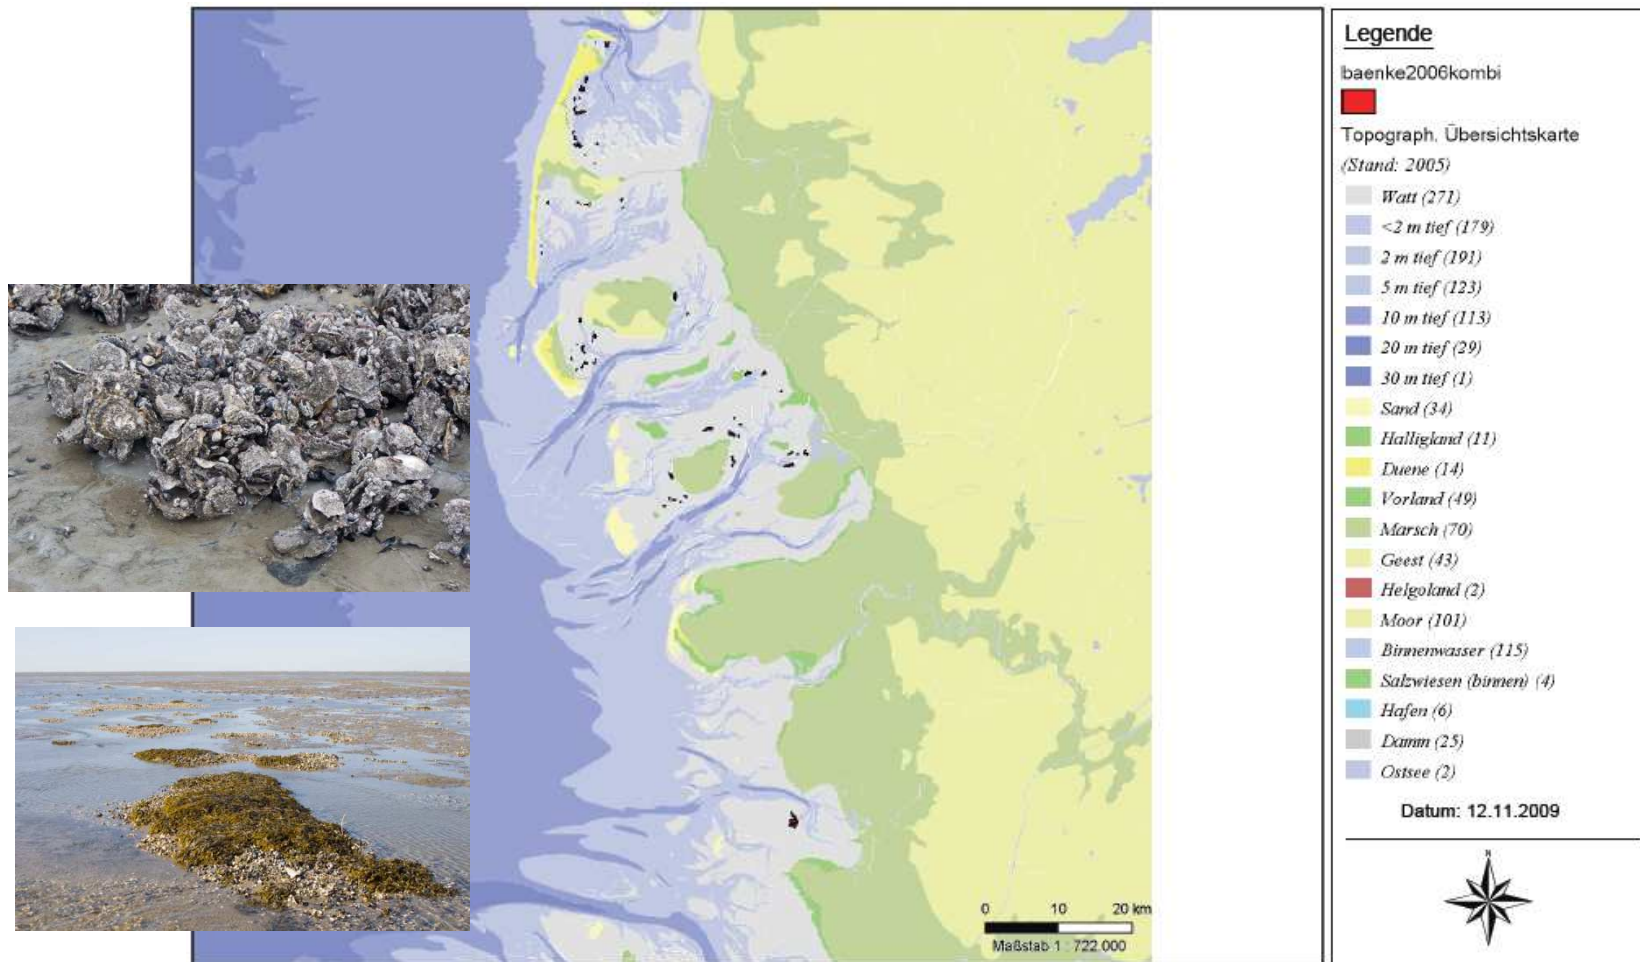 Legende
baenke2006kombi
Topograph. Übersichtskarte
(Stand: 2005)
Watt (271)
<2 m tief (179)
2 m tief (191)
5 m tief (123)
10 m tief (113)
20 m tief (29)
30 m tief (1)
Sand (34)
Halligland (11)
Duene (14)
Vorland (49)
Marsch (70)
Geest (43)
Helgoland (2)
Moor (101)
Binnenwasser (115)
Salzwiesen (binnen) (4)
Hafen (6)
Damm (25)
Ostsee (2)
Datum: 12.11.2009
N
0 10 20 km
Maßstab 1 : 722.000